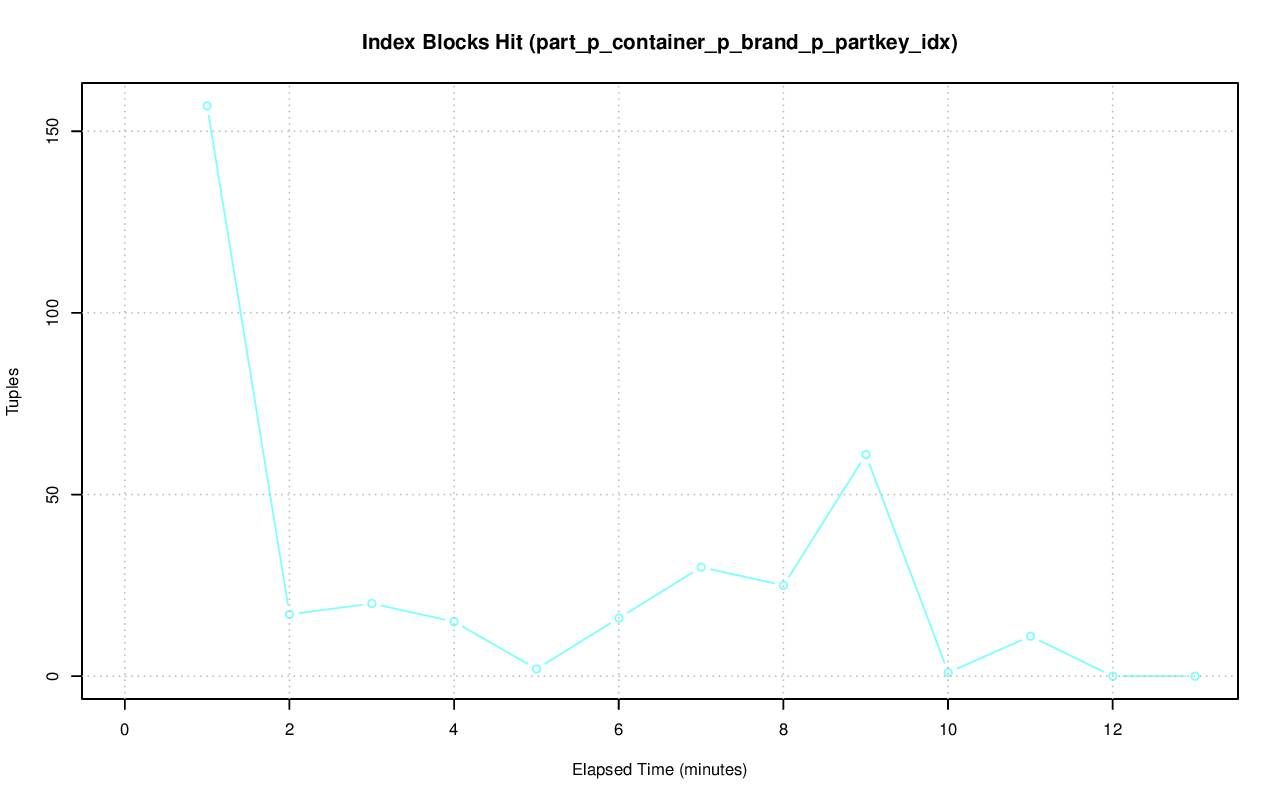 Index Blocks Hit (part_p_container_p_brand_p_partkey_idx)
150
100
50
0
Tuples
0 2 4 6 8 10 12
Elapsed Time (minutes)